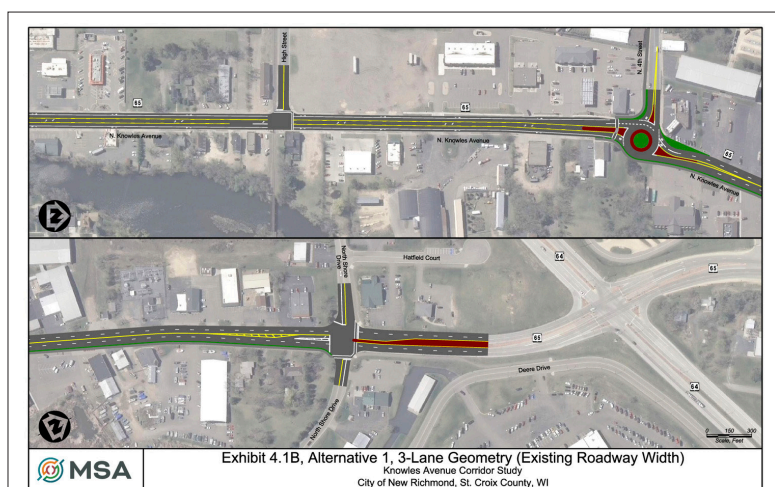 High Street
N. 4th Street
65
65
N. Knowles Avenue
N. Knowles Avenue
65
N. Knowles Avenue
North Shore
Drive
Hatfield Court
64
65
65
Deere Drive
64
North Shore Drive
0 150 300
Scale, Feet
MSA
Exhibit 4.1B, Alternative 1, 3-Lane Geometry (Existing Roadway Width)
Knowles Avenue Corridor Study
City of New Richmond, St. Croix County, WI